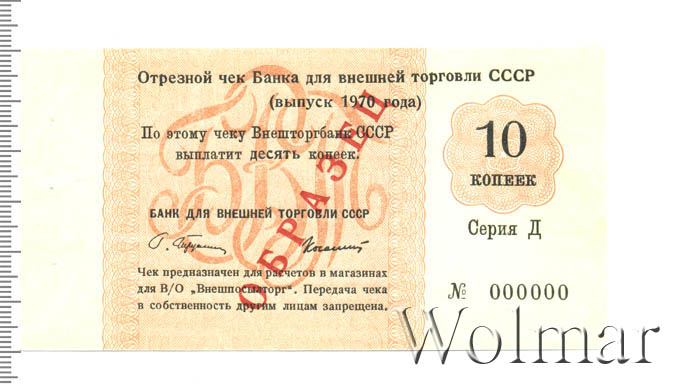 Отрезной чек Банка для внешней торговли СССР
(выпуск 1970 года)
По этому чеку Внешторгбанк СССР
выплатит десять копеек.
10
КОПЕЕК
БАНК ДЛЯ ВНЕШНЕЙ ТОРГОВЛИ СССР
Серия Д
Чек предназначен для расчетов в магазинах
для В/О „Внешпосылторг“. Передача чека
в собственность другим лицам запрещена.
№ 000000
ОБРАЗЕЦ
Wolmar